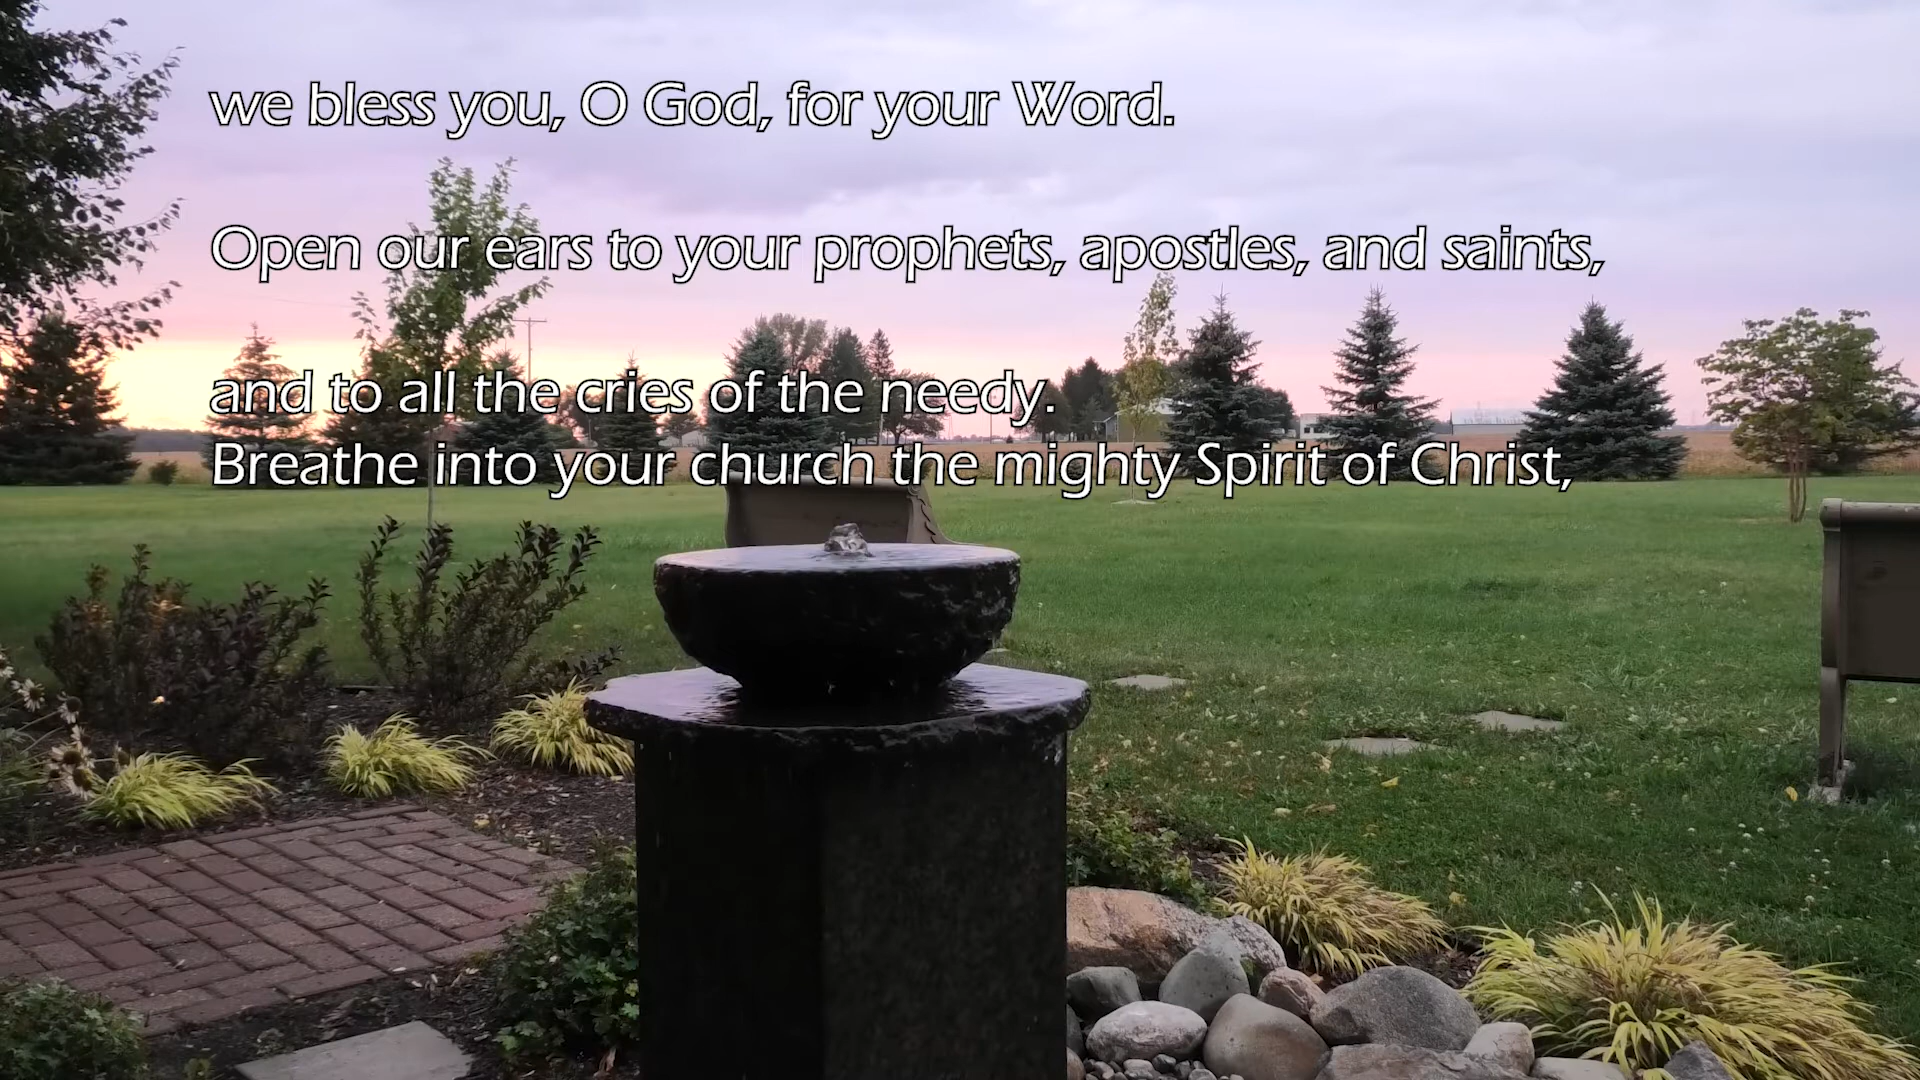 we bless you, O God, for your Word.
Open our ears to your prophets, apostles, and saints,
and to all the cries of the needy.
Breathe into your church the mighty Spirit of Christ,